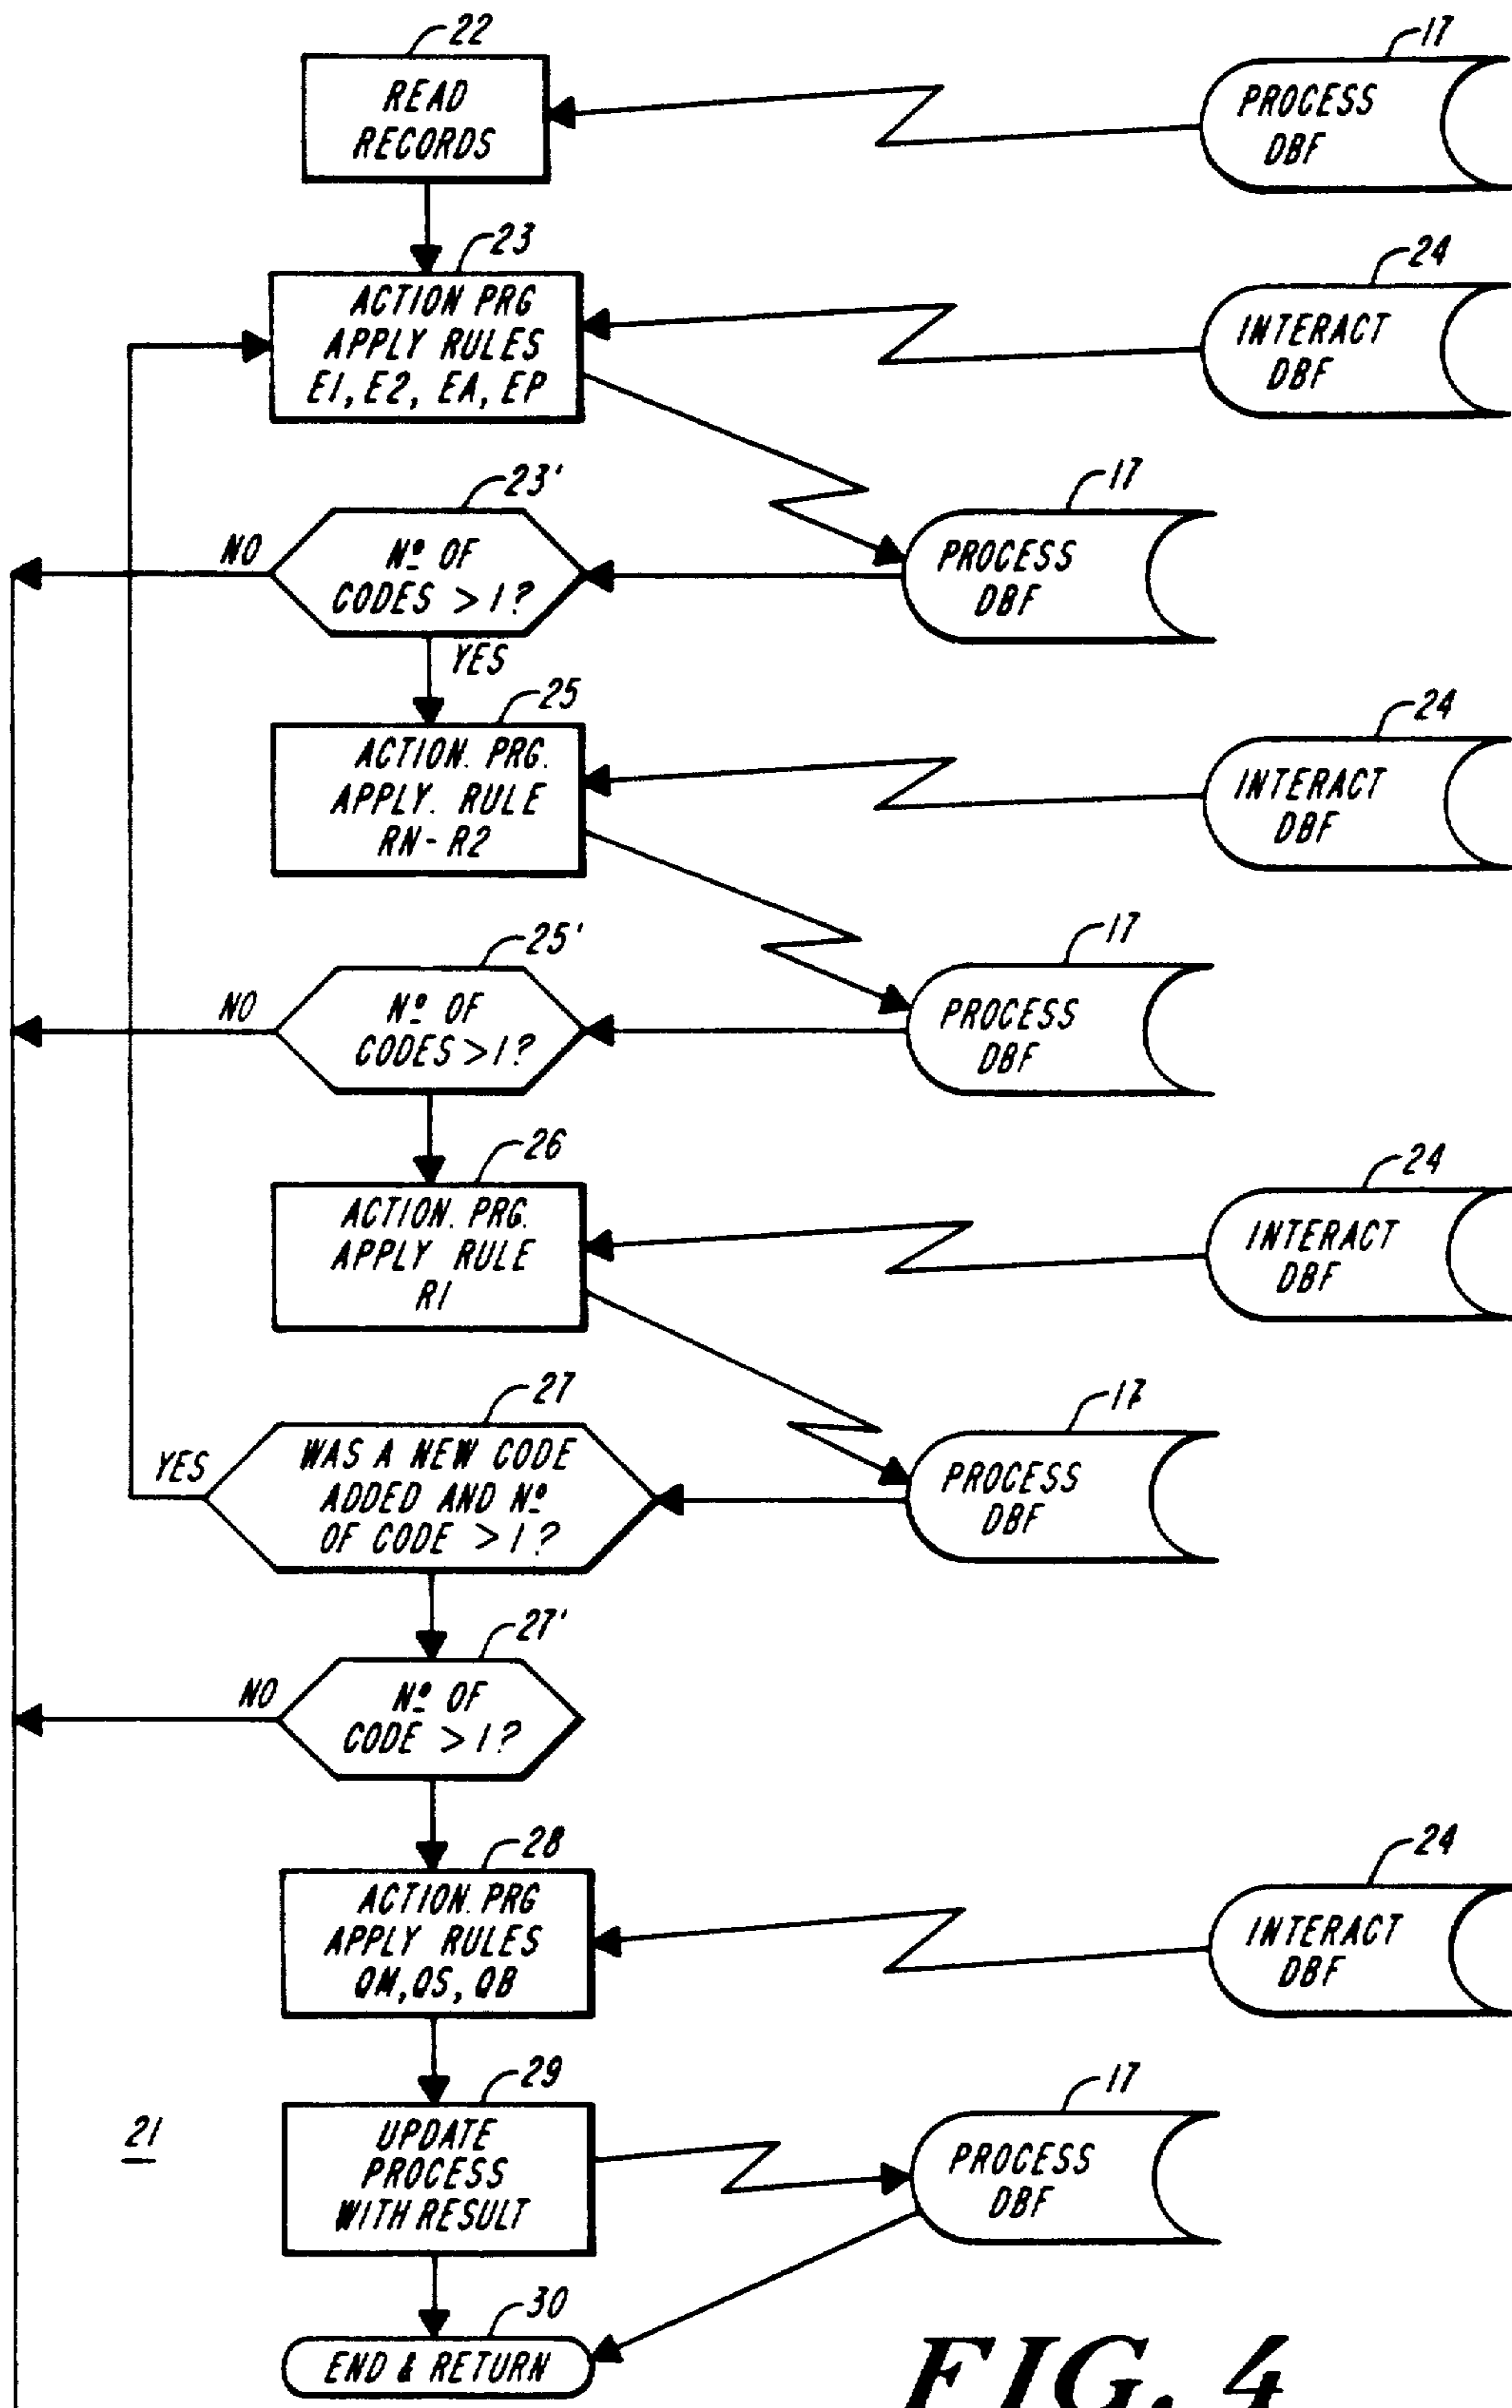 22
READ
RECORDS
17
PROCESS
DBF
23
ACTION PRG
APPLY RULES
E1, E2, EA, EP
24
INTERACT
DBF
23'
Nº OF
CODES > 1?
NO
YES
17
PROCESS
DBF
25
ACTION. PRG.
APPLY. RULE
RN-R2
24
INTERACT
DBF
25'
Nº OF
CODES >1?
NO
17
PROCESS
DBF
26
ACTION. PRG.
APPLY RULE
R1
24
INTERACT
DBF
27
WAS A NEW CODE
ADDED AND Nº
OF CODE > 1?
YES
17
PROCESS
DBF
27'
Nº OF
CODE > 1?
NO
28
ACTION. PRG
APPLY RULES
QM, QS, QB
24
INTERACT
DBF
29
UPDATE
PROCESS
WITH RESULT
17
PROCESS
DBF
21
30
END & RETURN
FIG. 4